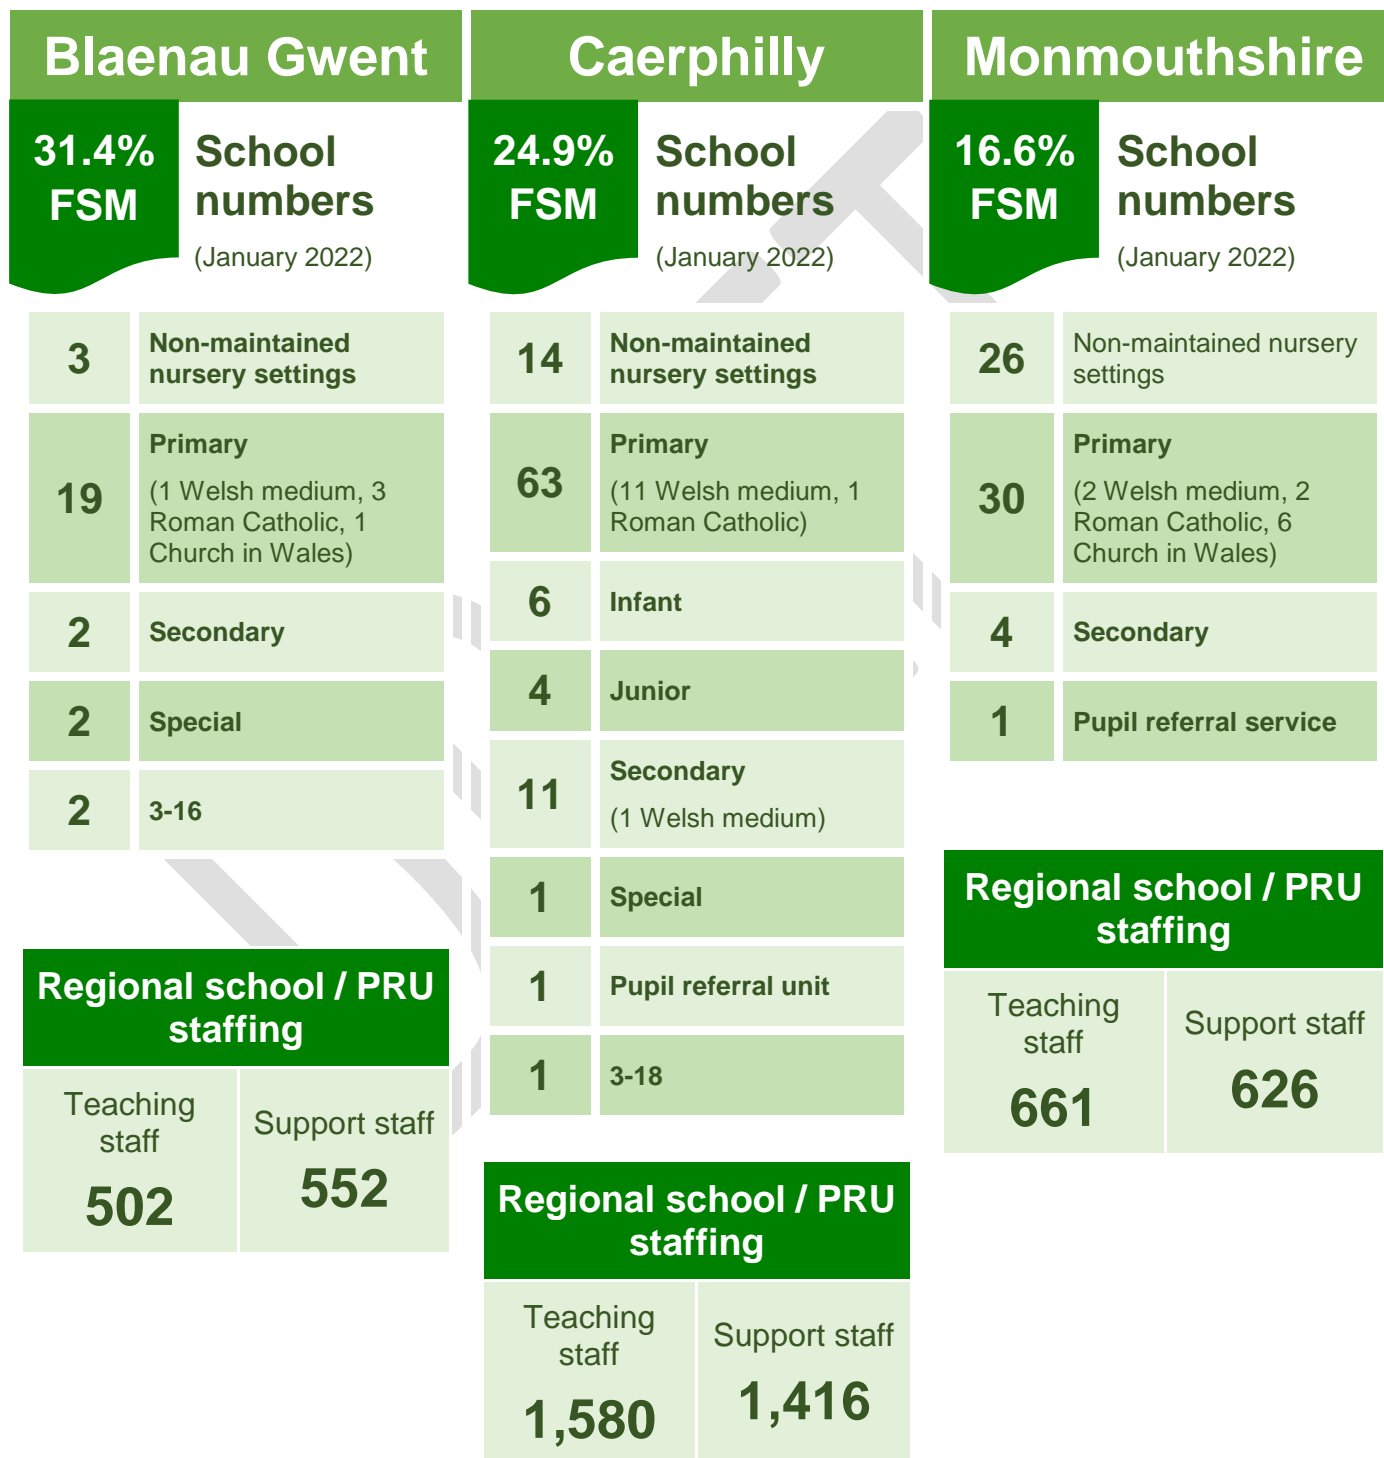 Blaenau Gwent
31.4%
FSM
School
numbers
(January 2022)
3
Non-maintained
nursery settings
19
Primary
(1 Welsh medium, 3
Roman Catholic, 1
Church in Wales)
2
Secondary
2
Special
2
3-16
Regional school / PRU
staffing
Teaching
staff
502
Support staff
552
Caerphilly
24.9%
FSM
School
numbers
(January 2022)
14
Non-maintained
nursery settings
63
Primary
(11 Welsh medium, 1
Roman Catholic)
6
Infant
4
Junior
11
Secondary
(1 Welsh medium)
1
Special
1
Pupil referral unit
1
3-18
Regional school / PRU
staffing
Teaching
staff
1,580
Support staff
1,416
Monmouthshire
16.6%
FSM
School
numbers
(January 2022)
26
Non-maintained nursery
settings
30
Primary
(2 Welsh medium, 2
Roman Catholic, 6
Church in Wales)
4
Secondary
1
Pupil referral service
Regional school / PRU
staffing
Teaching
staff
661
Support staff
626